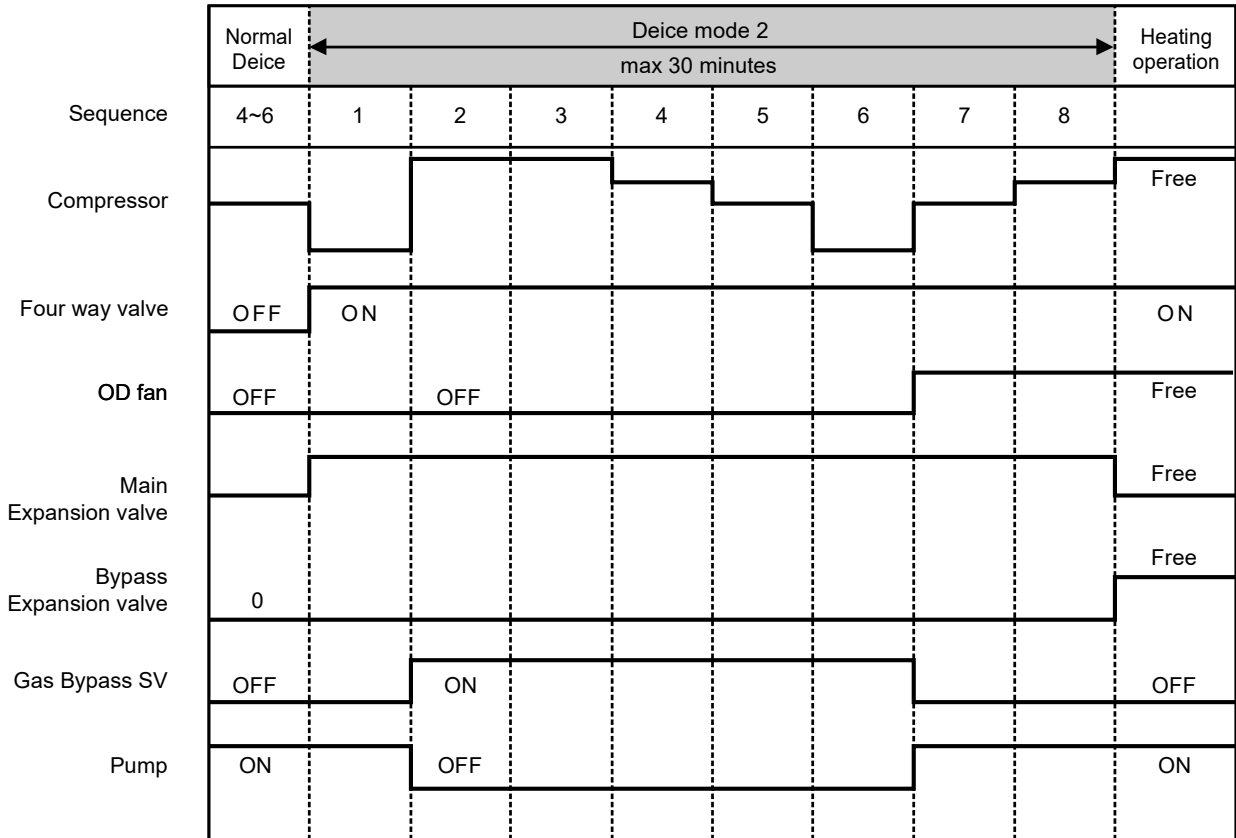 Normal
Deice
Deice mode 2
max 30 minutes
Heating
operation
Sequence 4~6 1 2 3 4 5 6 7 8
Compressor Free
Four way valve OFF ON ON
OD fan OFF OFF Free
Main
Expansion valve
Free
Bypass
Expansion valve 0
Free
Gas Bypass SV OFF ON OFF
Pump ON OFF ON